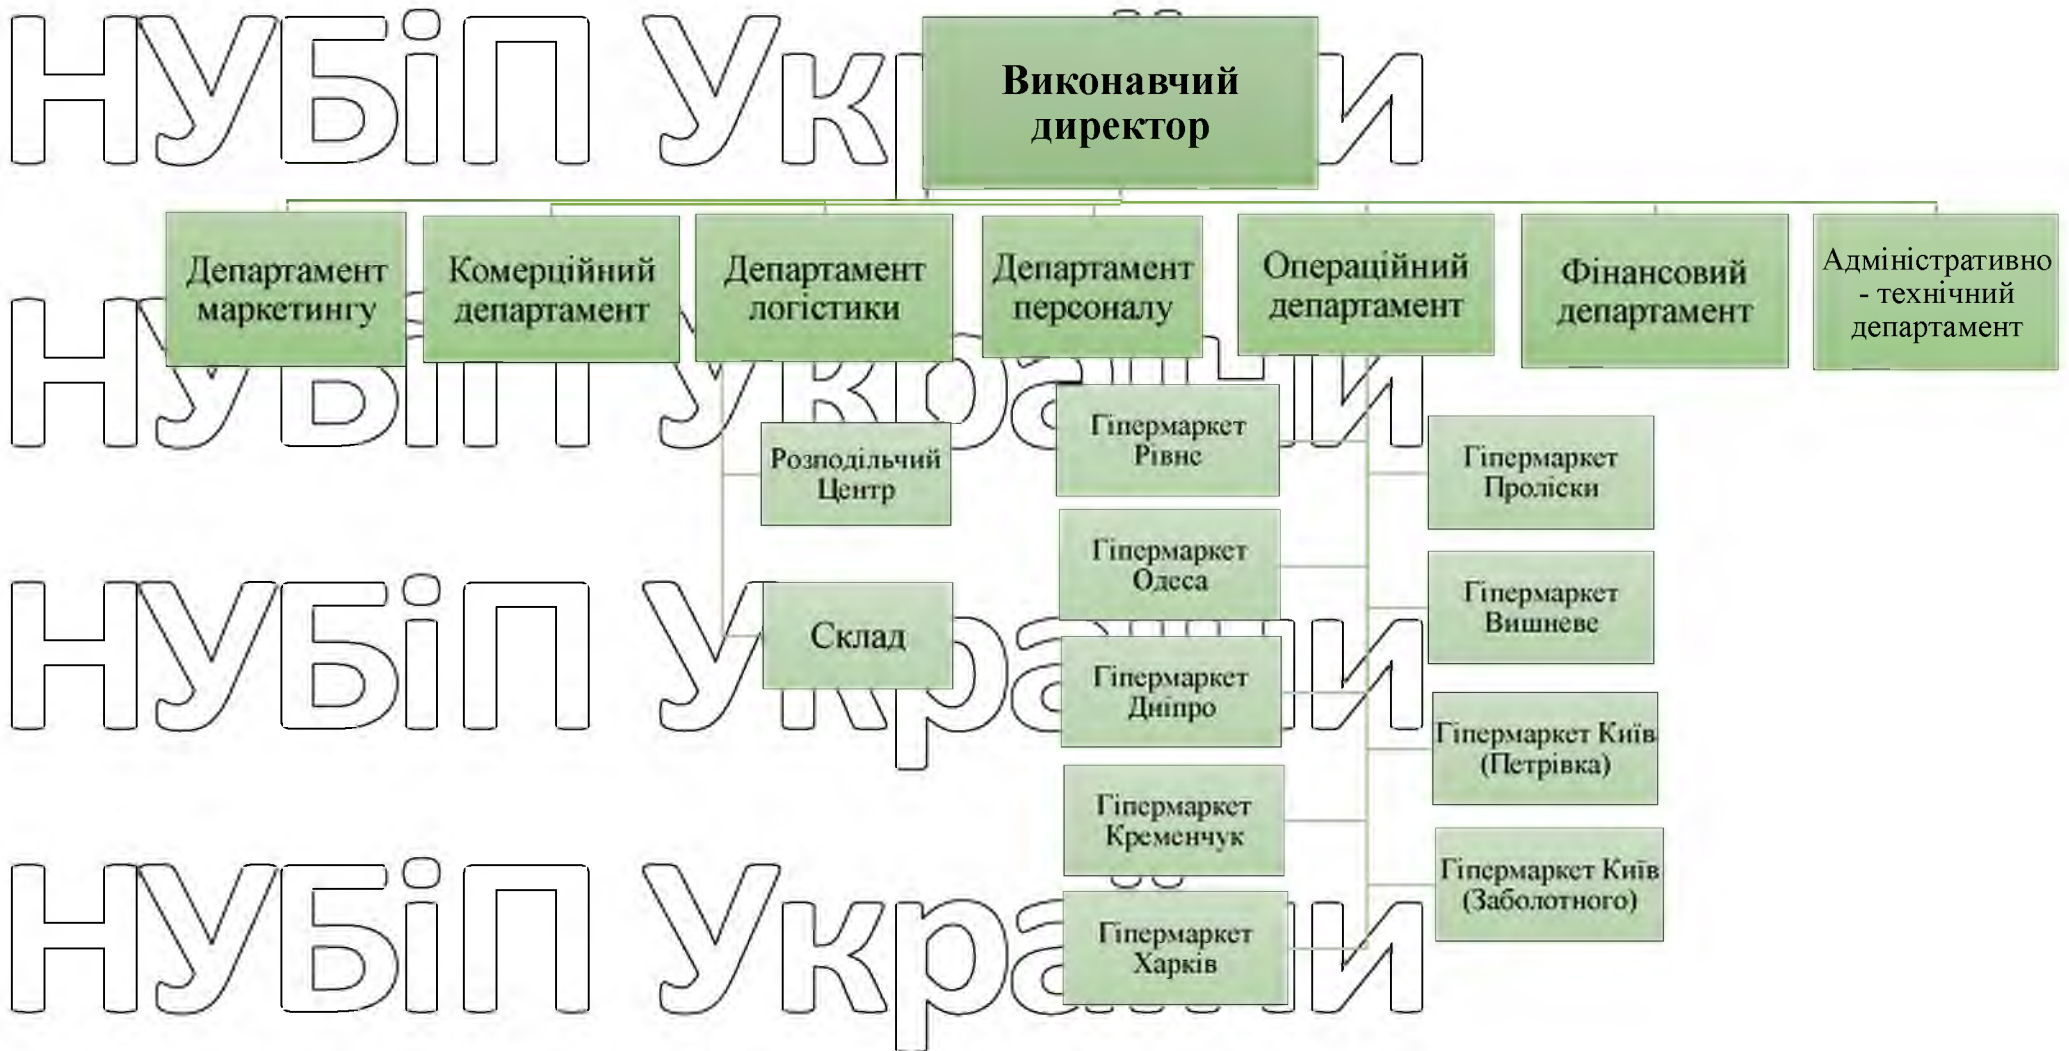 НУБіП України
Виконавчий
директор
Департамент
маркетингу
Комерційний
департамент
Департамент
логістики
Департамент
персоналу
Операційний
департамент
Фінансовий
департамент
Адміністративно
- технічний
департамент
НУБіП України
Розподільчий
Центр
Склад
Гіпермаркет
Рівне
Гіпермаркет
Одеса
Гіпермаркет
Дніпро
Гіпермаркет
Кременчук
Гіпермаркет
Харків
Гіпермаркет
Проліски
Гіпермаркет
Вишневе
Гіпермаркет Київ
(Петрівка)
Гіпермаркет Київ
(Заболотного)
НУБіП України
НУБіП України